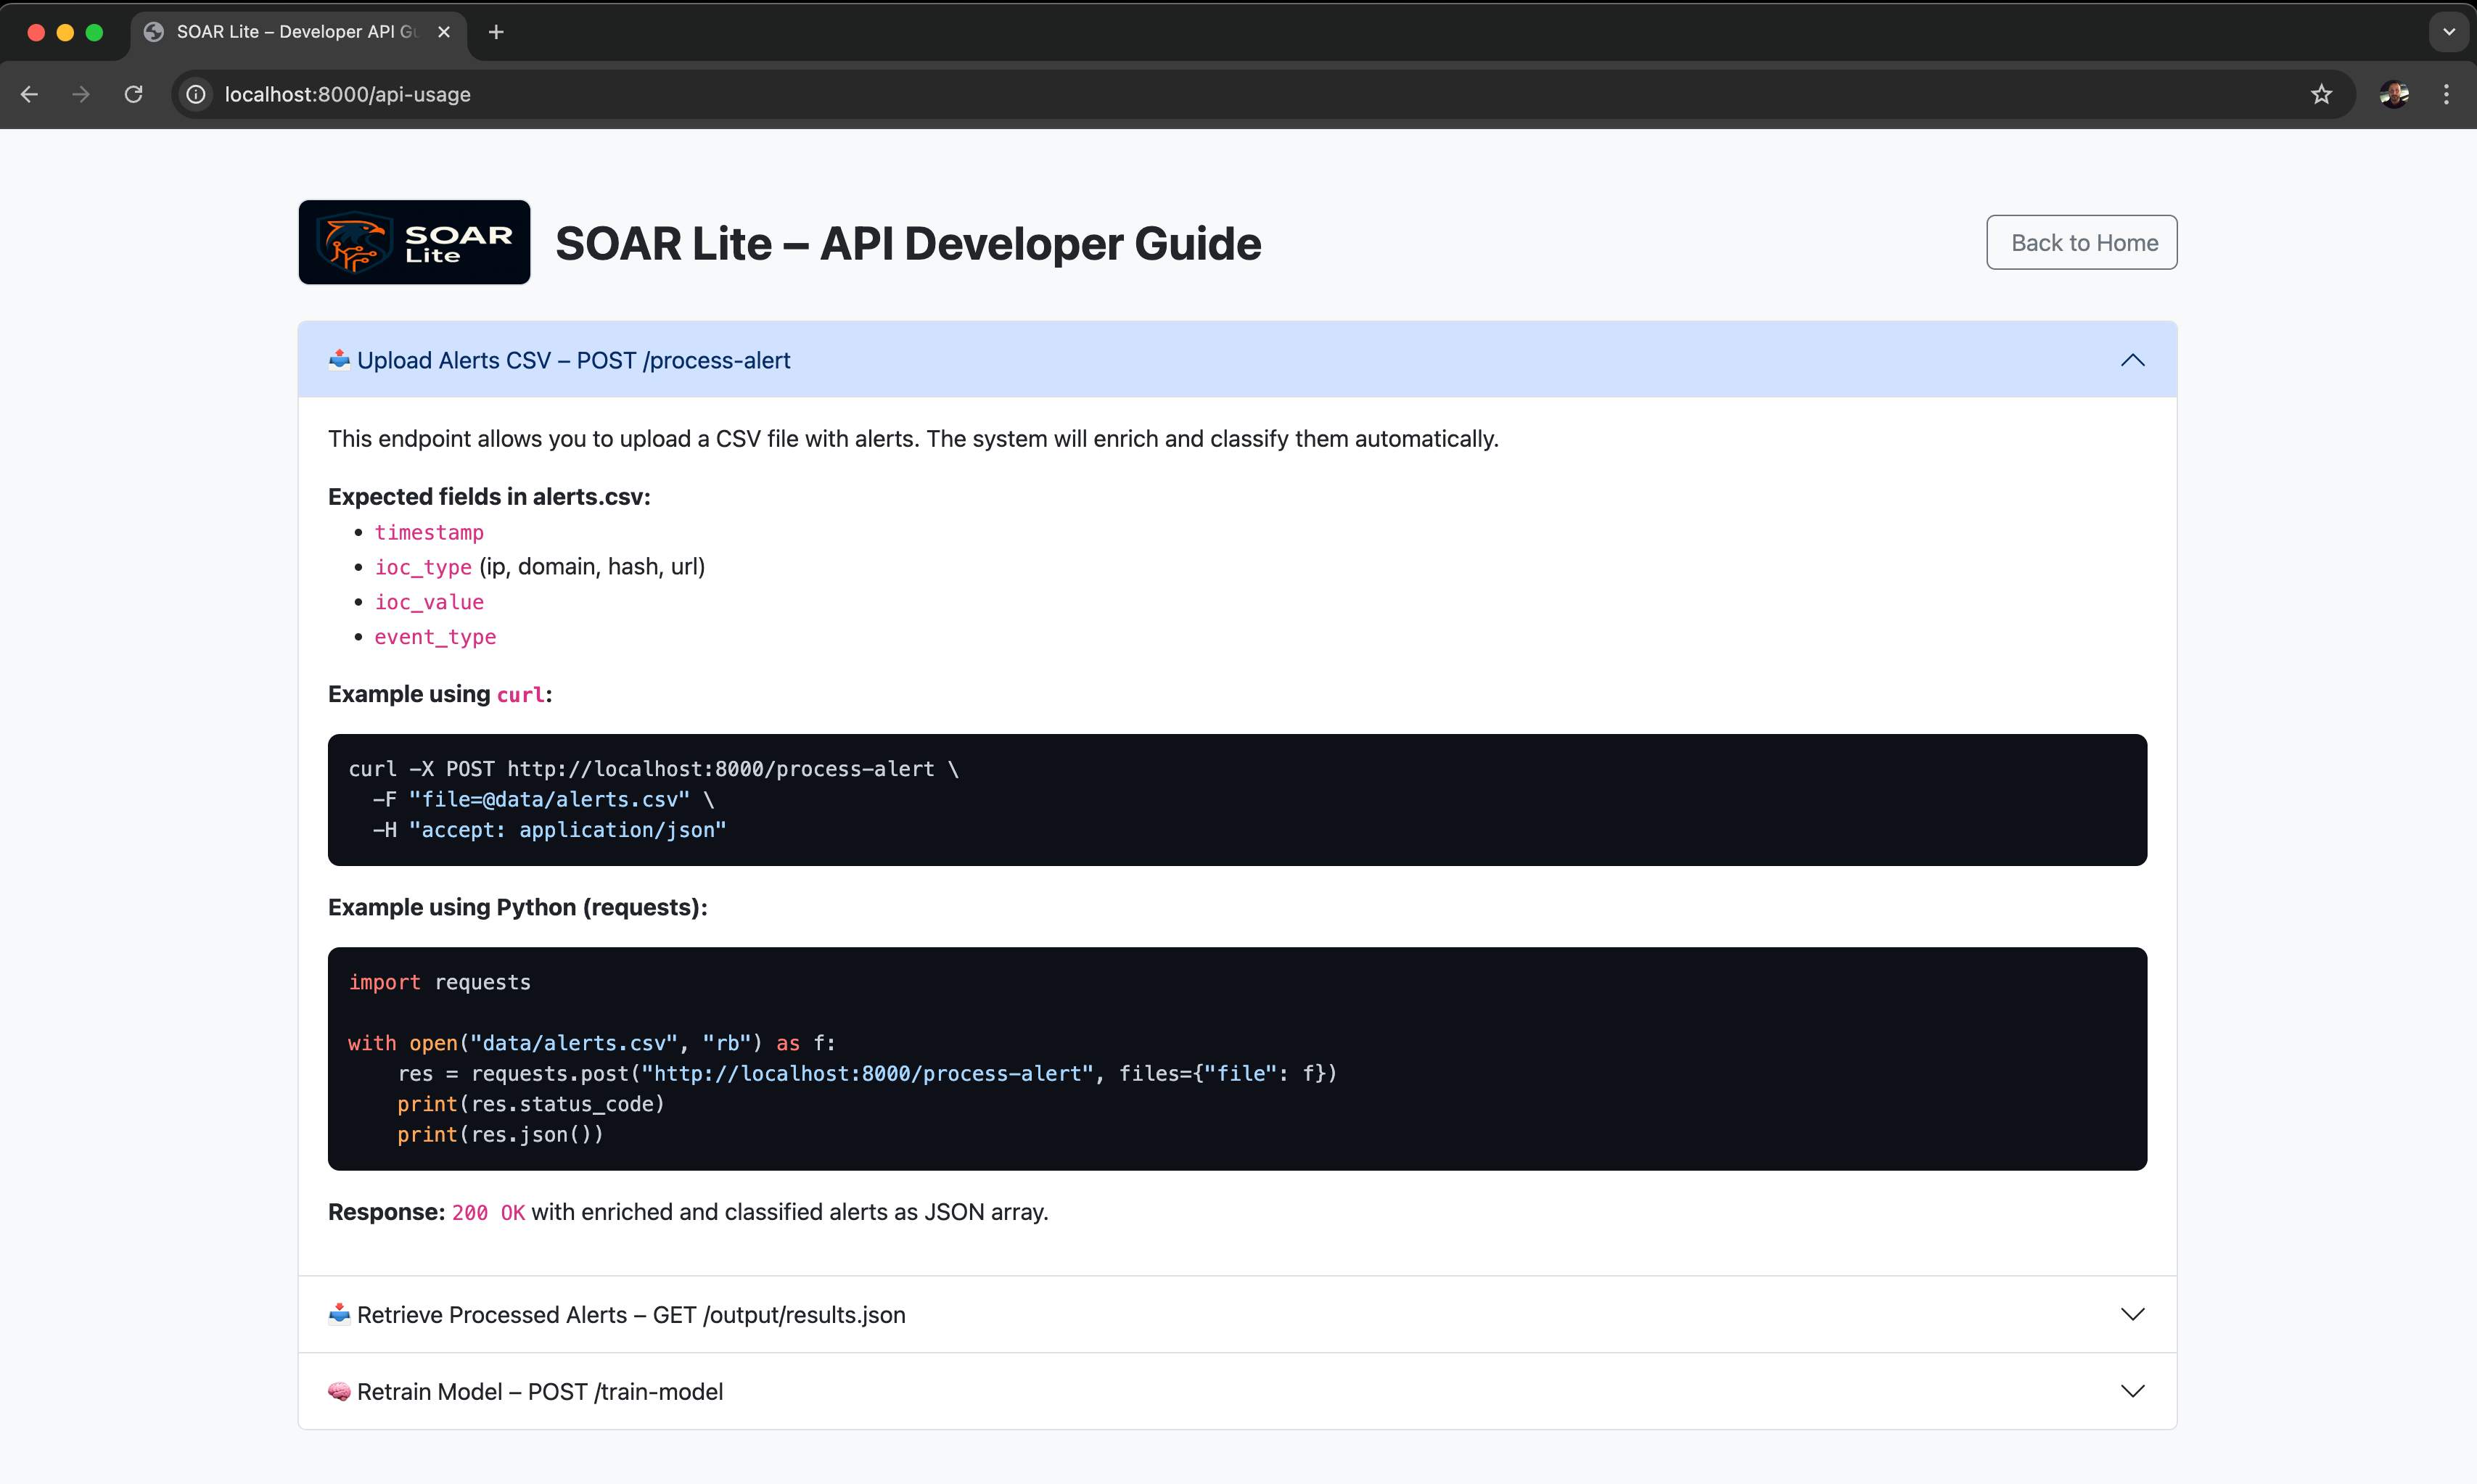 SOAR Lite – Developer API Gu
localhost:8000/api-usage
SOAR
Lite
SOAR Lite – API Developer Guide
Back to Home
Upload Alerts CSV – POST /process-alert
This endpoint allows you to upload a CSV file with alerts. The system will enrich and classify them automatically.
Expected fields in alerts.csv:
timestamp
ioc_type (ip, domain, hash, url)
ioc_value
event_type
Example using curl:
curl -X POST http://localhost:8000/process-alert \
  -F "file=@data/alerts.csv" \
  -H "accept: application/json"
Example using Python (requests):
import requests
with open("data/alerts.csv", "rb") as f:
    res = requests.post("http://localhost:8000/process-alert", files={"file": f})
    print(res.status_code)
    print(res.json())
Response: 200 OK with enriched and classified alerts as JSON array.
Retrieve Processed Alerts – GET /output/results.json
Retrain Model – POST /train-model